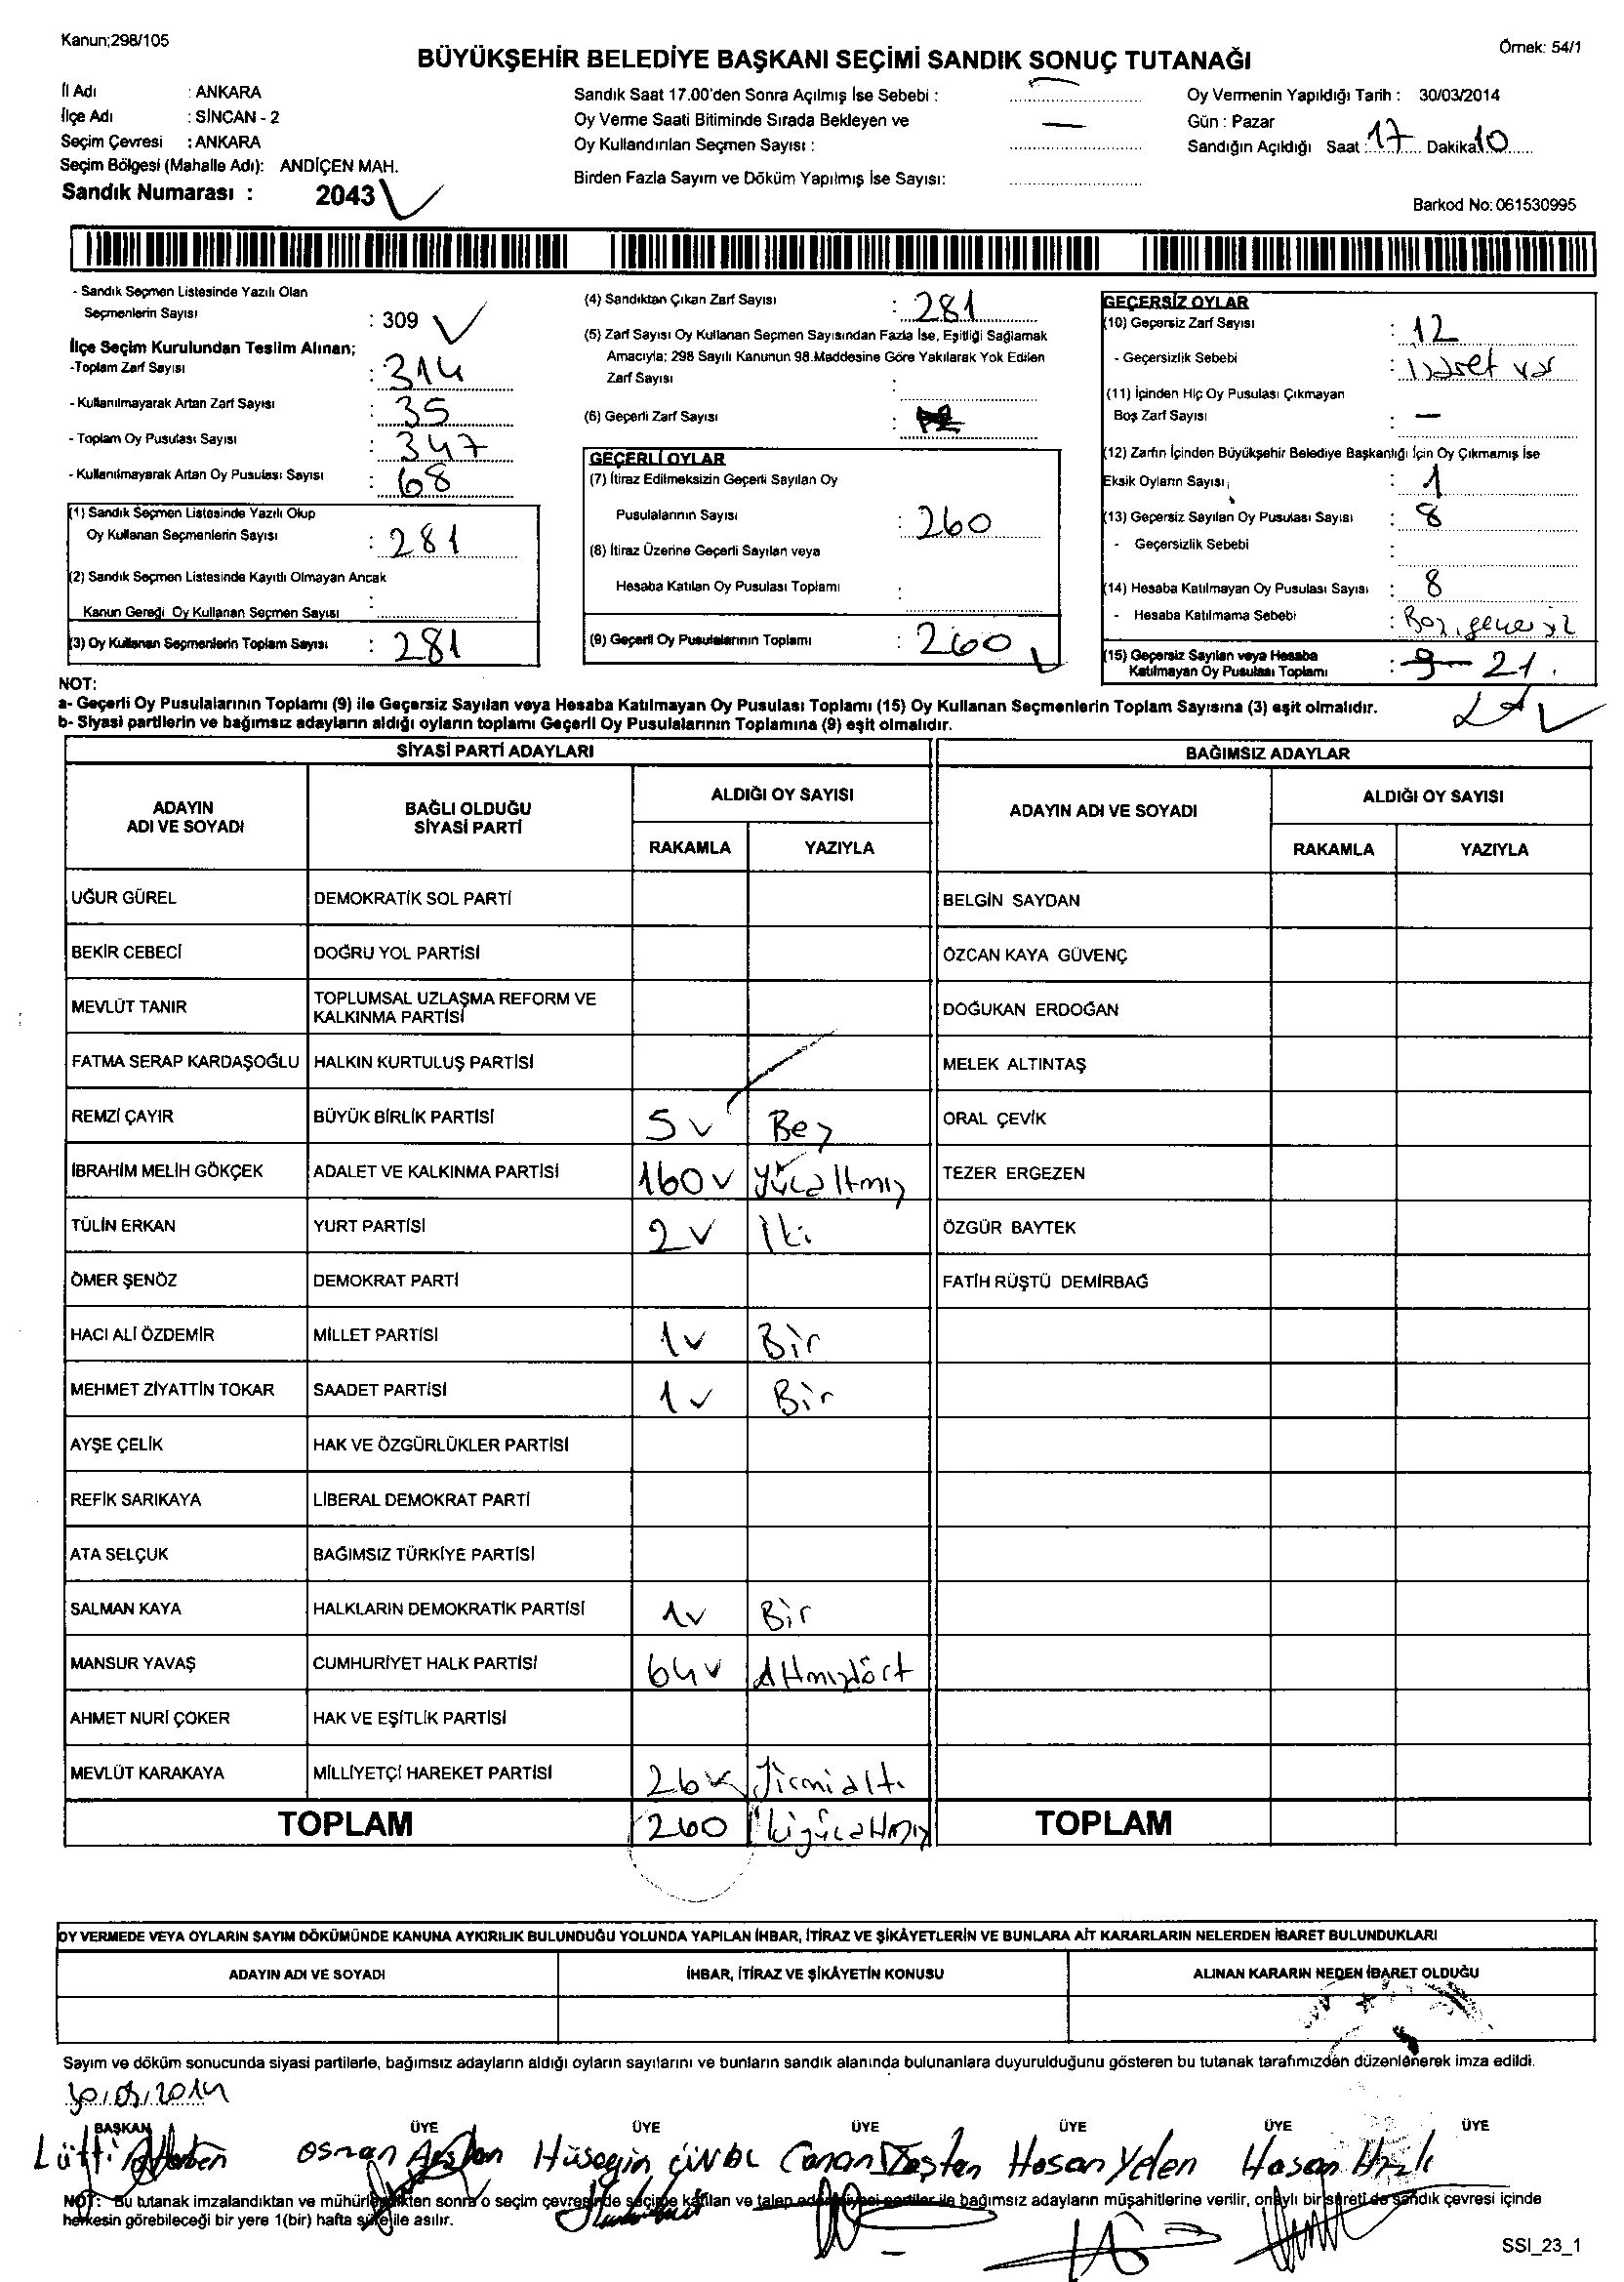 Kanun;298/105
Örnek: 54/1
BÜYÜKŞEHİR BELEDİYE BAŞKANI SEÇİMİ SANDIK SONUÇ TUTANAĞI
İl Adı : ANKARA
İlçe Adı : SİNCAN - 2
Seçim Çevresi : ANKARA
Seçim Bölgesi (Mahalle Adı): ANDİÇEN MAH.
Sandık Numarası : 2043
Sandık Saat 17.00'den Sonra Açılmış İse Sebebi :
Oy Verme Saati Bitiminde Sırada Bekleyen ve
Oy Kullandırılan Seçmen Sayısı : —
Birden Fazla Sayım ve Döküm Yapılmış İse Sayısı:
Oy Vermenin Yapıldığı Tarih : 30/03/2014
Gün : Pazar
Sandığın Açıldığı Saat : 17 Dakika 10
Barkod No: 061530995
- Sandık Seçmen Listesinde Yazılı Olan
Seçmenlerin Sayısı : 309
İlçe Seçim Kurulundan Teslim Alınan;
-Toplam Zarf Sayısı : 314
- Kullanılmayarak Artan Zarf Sayısı : 35
- Toplam Oy Pusulası Sayısı : 347
- Kullanılmayarak Artan Oy Pusulası Sayısı : 68
(1) Sandık Seçmen Listesinde Yazılı Olup
Oy Kullanan Seçmenlerin Sayısı : 281
(2) Sandık Seçmen Listesinde Kayıtlı Olmayan Ancak
Kanun Gereği Oy Kullanan Seçmen Sayısı :
(3) Oy Kullanan Seçmenlerin Toplam Sayısı : 281
(4) Sandıktan Çıkan Zarf Sayısı : 281
(5) Zarf Sayısı Oy Kullanan Seçmen Sayısından Fazla İse, Eşitliği Sağlamak
Amacıyla; 298 Sayılı Kanunun 98.Maddesine Göre Yakılarak Yok Edilen
Zarf Sayısı :
(6) Geçerli Zarf Sayısı :
GEÇERLİ OYLAR
(7) İtiraz Edilmeksizin Geçerli Sayılan Oy
Pusulalarının Sayısı : 260
(8) İtiraz Üzerine Geçerli Sayılan veya
Hesaba Katılan Oy Pusulası Toplamı :
(9) Geçerli Oy Pusulalarının Toplamı : 260
GEÇERSİZ OYLAR
(10) Geçersiz Zarf Sayısı : 12
- Geçersizlik Sebebi : İşaret var
(11) İçinden Hiç Oy Pusulası Çıkmayan
Boş Zarf Sayısı : —
(12) Zarfın İçinden Büyükşehir Belediye Başkanlığı İçin Oy Çıkmamış İse
Eksik Oyların Sayısı : 1
(13) Geçersiz Sayılan Oy Pusulası Sayısı : 8
- Geçersizlik Sebebi :
(14) Hesaba Katılmayan Oy Pusulası Sayısı : 8
- Hesaba Katılmama Sebebi : Boş, geçersiz
(15) Geçersiz Sayılan veya Hesaba
Katılmayan Oy Pusulası Toplamı : 9 21
NOT:
a- Geçerli Oy Pusulalarının Toplamı (9) ile Geçersiz Sayılan veya Hesaba Katılmayan Oy Pusulası Toplamı (15) Oy Kullanan Seçmenlerin Toplam Sayısına (3) eşit olmalıdır.
b- Siyasi partilerin ve bağımsız adayların aldığı oyların toplamı Geçerli Oy Pusulalarının Toplamına (9) eşit olmalıdır.
SİYASİ PARTİ ADAYLARI BAĞIMSIZ ADAYLAR
ADAYIN ADI VE SOYADI BAĞLI OLDUĞU SİYASİ PARTİ ALDIĞI OY SAYISI ADAYIN ADI VE SOYADI ALDIĞI OY SAYISI
RAKAMLA YAZIYLA RAKAMLA YAZIYLA
UĞUR GÜREL DEMOKRATİK SOL PARTİ BELGİN SAYDAN
BEKİR CEBECİ DOĞRU YOL PARTİSİ ÖZCAN KAYA GÜVENÇ
MEVLÜT TANIR TOPLUMSAL UZLAŞMA REFORM VE KALKINMA PARTİSİ DOĞUKAN ERDOĞAN
FATMA SERAP KARDAŞOĞLU HALKIN KURTULUŞ PARTİSİ MELEK ALTINTAŞ
REMZİ ÇAYIR BÜYÜK BİRLİK PARTİSİ 5 Beş ORAL ÇEVİK
İBRAHİM MELİH GÖKÇEK ADALET VE KALKINMA PARTİSİ 160 yüzaltmış TEZER ERGEZEN
TÜLİN ERKAN YURT PARTİSİ 2 İki ÖZGÜR BAYTEK
ÖMER ŞENÖZ DEMOKRAT PARTİ FATİH RÜŞTÜ DEMİRBAĞ
HACI ALİ ÖZDEMİR MİLLET PARTİSİ 1 Bir
MEHMET ZİYATTİN TOKAR SAADET PARTİSİ 1 Bir
AYŞE ÇELİK HAK VE ÖZGÜRLÜKLER PARTİSİ
REFİK SARIKAYA LİBERAL DEMOKRAT PARTİ
ATA SELÇUK BAĞIMSIZ TÜRKİYE PARTİSİ
SALMAN KAYA HALKLARIN DEMOKRATİK PARTİSİ 1 Bir
MANSUR YAVAŞ CUMHURİYET HALK PARTİSİ 64 Altmışdört
AHMET NURİ ÇOKER HAK VE EŞİTLİK PARTİSİ
MEVLÜT KARAKAYA MİLLİYETÇİ HAREKET PARTİSİ 26 Yirmialtı
TOPLAM 260 İkiyüzaltmış TOPLAM
OY VERMEDE VEYA OYLARIN SAYIM DÖKÜMÜNDE KANUNA AYKIRILIK BULUNDUĞU YOLUNDA YAPILAN İHBAR, İTİRAZ VE ŞİKÂYETLERİN VE BUNLARA AİT KARARLARIN NELERDEN İBARET BULUNDUKLARI
ADAYIN ADI VE SOYADI İHBAR, İTİRAZ VE ŞİKÂYETİN KONUSU ALINAN KARARIN NEDEN İBARET OLDUĞU
Sayım ve döküm sonucunda siyasi partilerle, bağımsız adayların aldığı oyların sayılarını ve bunların sandık alanında bulunanlara duyurulduğunu gösteren bu tutanak tarafımızdan düzenlenerek imza edildi.
30/03/2014
BAŞKAN ÜYE ÜYE ÜYE ÜYE ÜYE ÜYE
Lütfi Osman Arslan Hüseyin ÇINAL Canan Hasan Yelen Hasan
NOT: Bu tutanak imzalandıktan ve mühürlendikten sonra o seçim çevresinde seçime katılan ve talep eden siyasi partiler ile bağımsız adayların müşahitlerine verilir, onaylı bir sureti de sandık çevresi içinde
herkesin görebileceği bir yere 1(bir) hafta süre ile asılır.
SSI_23_1